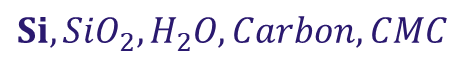 Si, SiO₂, H₂O, Carbon, CMC